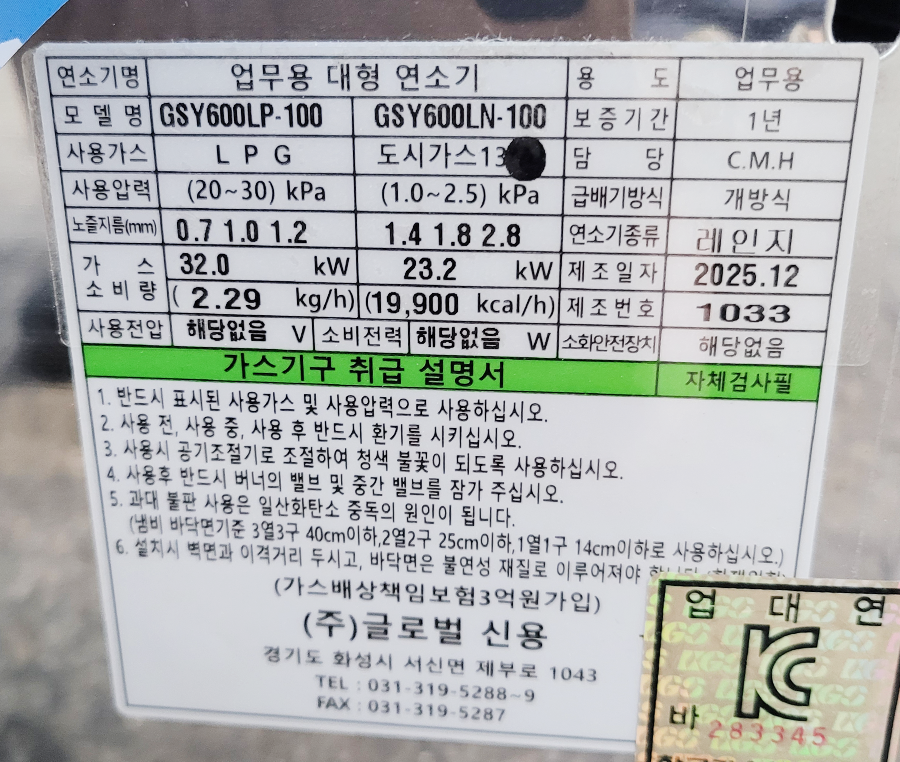 연소기명 업무용 대형 연소기 용 도 업무용
모 델 명 GSY600LP-100 GSY600LN-100 보증기간 1년
사용가스 L P G 도시가스13 담 당 C.M.H
사용압력 (20~30) kPa (1.0~2.5) kPa 급배기방식 개방식
노즐지름(mm) 0.7 1.0 1.2 1.4 1.8 2.8 연소기종류 레인지
가 스 32.0 kW 23.2 kW 제조일자 2025.12
소 비 량 ( 2.29 kg/h) (19,900 kcal/h) 제조번호 1033
사용전압 해당없음 V 소비전력 해당없음 W 소화안전장치 해당없음
가스기구 취급 설명서 자체검사필
1. 반드시 표시된 사용가스 및 사용압력으로 사용하십시오.
2. 사용 전, 사용 중, 사용 후 반드시 환기를 시키십시오.
3. 사용시 공기조절기로 조절하여 청색 불꽃이 되도록 사용하십시오.
4. 사용후 반드시 버너의 밸브 및 중간 밸브를 잠가 주십시오.
5. 과대 불판 사용은 일산화탄소 중독의 원인이 됩니다.
(냄비 바닥면기준 3열3구 40cm이하,2열2구 25cm이하,1열1구 14cm이하로 사용하십시오.)
6. 설치시 벽면과 이격거리 두시고, 바닥면은 불연성 재질로 이루어져야
(가스배상책임보험3억원가입)
(주)글로벌 신용
경기도 화성시 서신면 제부로 1043
TEL : 031-319-5288~9
FAX : 031-319-5287
업 대 연
KC
바 283345